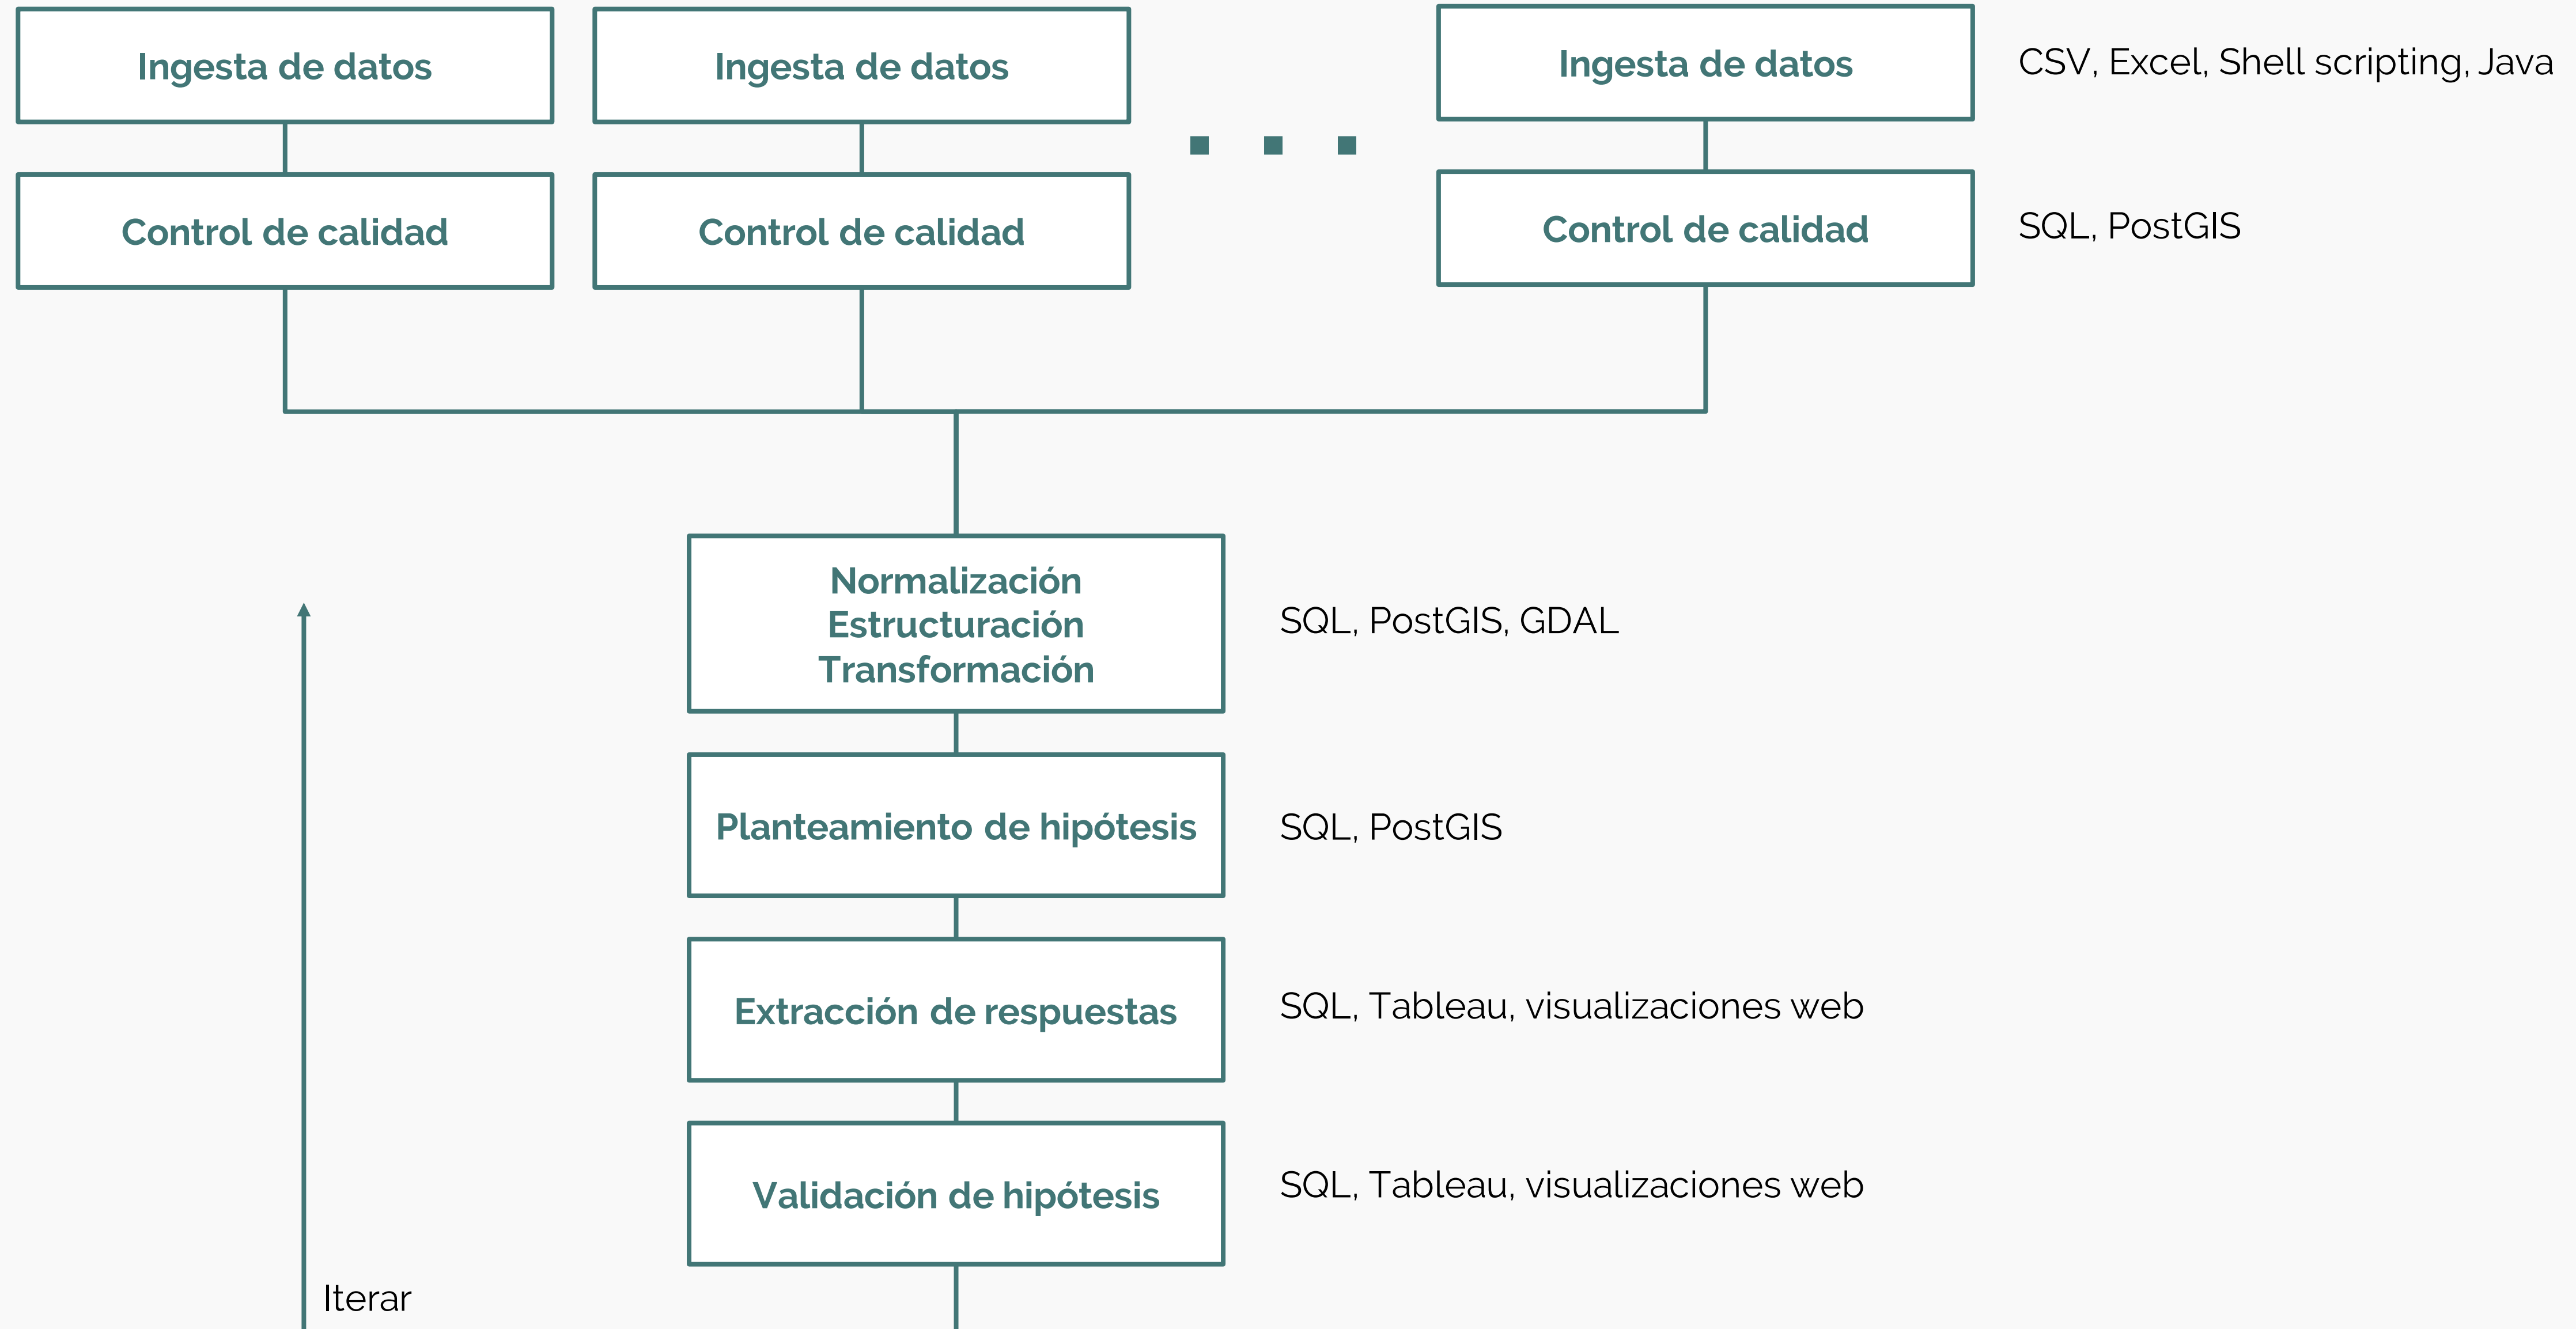 Ingesta de datos
Ingesta de datos
Ingesta de datos
CSV, Excel, Shell scripting, Java
Control de calidad
Control de calidad
Control de calidad
SQL, PostGIS
Normalización
Estructuración
Transformación
SQL, PostGIS, GDAL
Planteamiento de hipótesis
SQL, PostGIS
Extracción de respuestas
SQL, Tableau, visualizaciones web
Validación de hipótesis
SQL, Tableau, visualizaciones web
Iterar